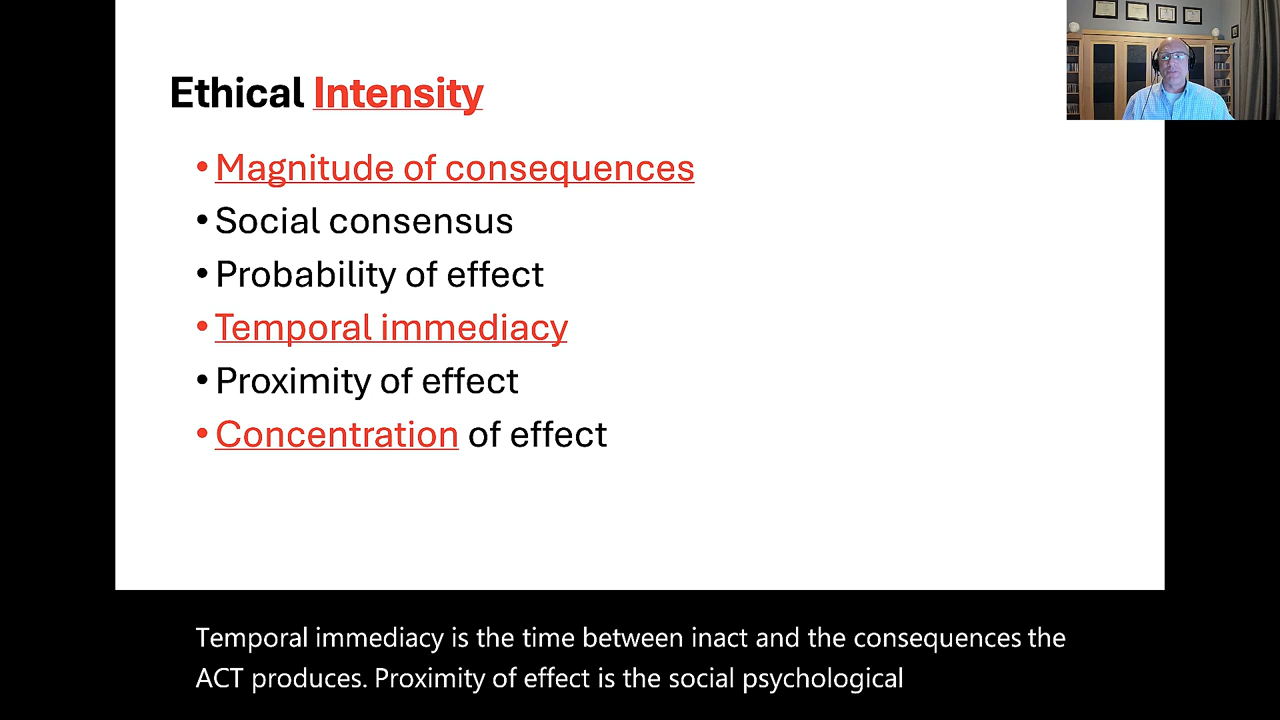 Ethical Intensity
• Magnitude of consequences
• Social consensus
• Probability of effect
• Temporal immediacy
• Proximity of effect
• Concentration of effect
Temporal immediacy is the time between inact and the consequences the
ACT produces. Proximity of effect is the social psychological